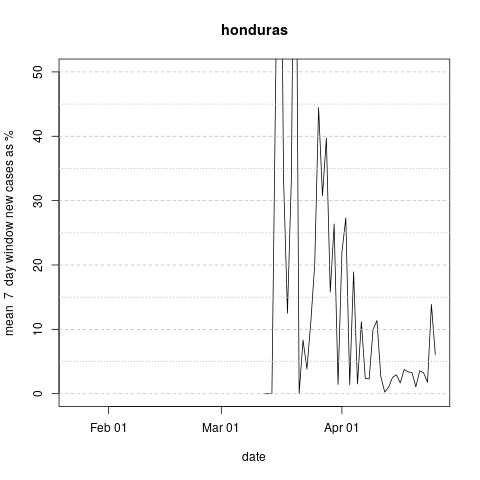 honduras
mean  7  day window new cases as %
50
40
30
20
10
0
Feb 01
Mar 01
Apr 01
date